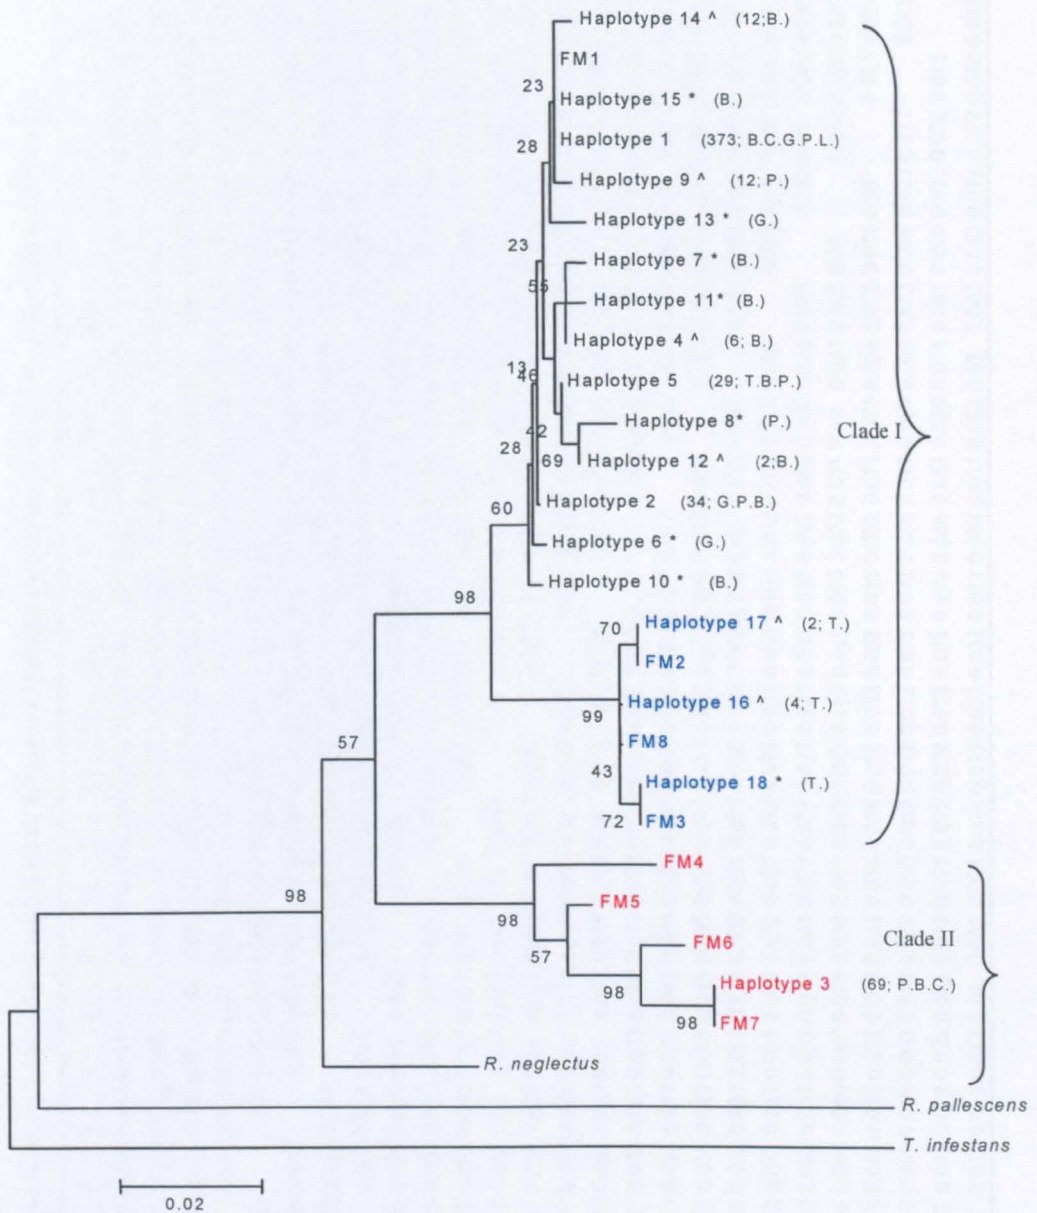 Haplotype 14 ^ (12;B.)
FM1
23
Haplotype 15 * (B.)
Haplotype 1 (373; B.C.G.P.L.)
28
Haplotype 9 ^ (12; P.)
Haplotype 13 * (G.)
23
Haplotype 7 * (B.)
55
Haplotype 11* (B.)
Haplotype 4 ^ (6; B.)
13
46
Haplotype 5 (29; T.B.P.)
Haplotype 8* (P.)
Clade I
42
28
69
Haplotype 12 ^ (2;B.)
Haplotype 2 (34; G.P.B.)
60
Haplotype 6 * (G.)
Haplotype 10 * (B.)
98
Haplotype 17 ^ (2; T.)
70
FM2
Haplotype 16 ^ (4; T.)
99
FM8
57
43
Haplotype 18 * (T.)
72
FM3
FM4
98
FM5
98
Clade II
FM6
57
98
Haplotype 3 (69; P.B.C.)
98
FM7
R. neglectus
R. pallescens
T. infestans
0.02